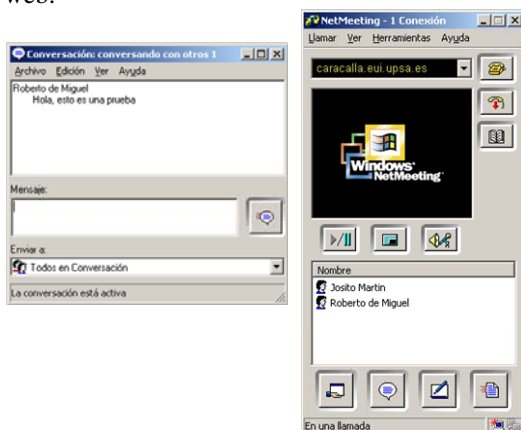 web.
Conversación: conversando con otros 1
Archivo Edición Ver Ayuda
Roberto de Miguel
Hola, esto es una prueba
Mensaje:
Enviar a:
Todos en Conversación
La conversación está activa
NetMeeting - 1 Conexión
Llamar Ver Herramientas Ayuda
caracalla.eui.upsa.es
Windows
NetMeeting
Nombre
Josito Martin
Roberto de Miguel
En una llamada